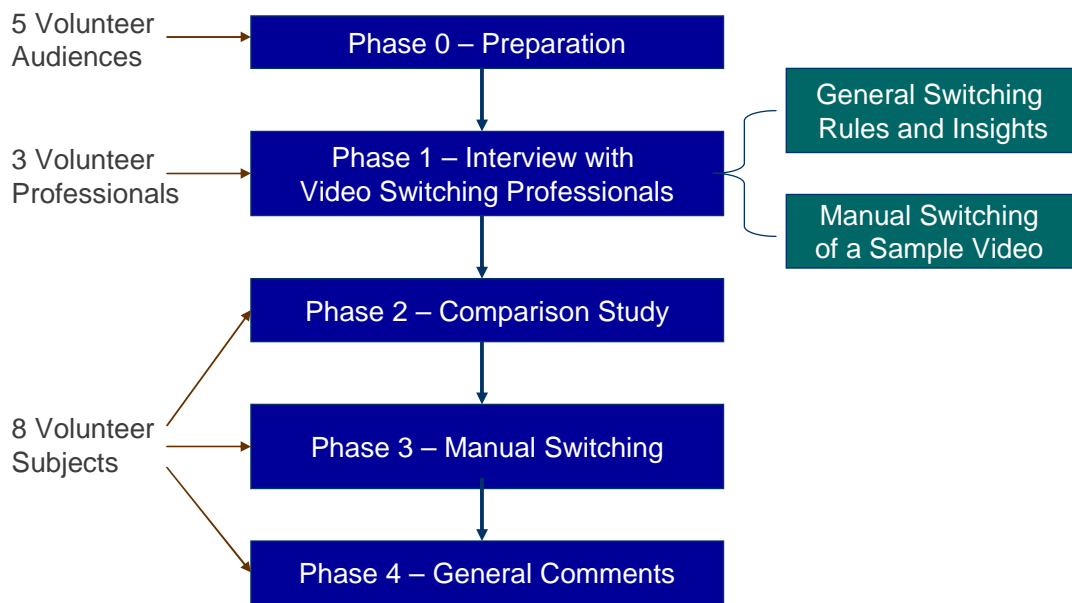 5 Volunteer
Audiences
Phase 0 – Preparation
General Switching
Rules and Insights
3 Volunteer
Professionals
Phase 1 – Interview with
Video Switching Professionals
Manual Switching
of a Sample Video
Phase 2 – Comparison Study
8 Volunteer
Subjects
Phase 3 – Manual Switching
Phase 4 – General Comments